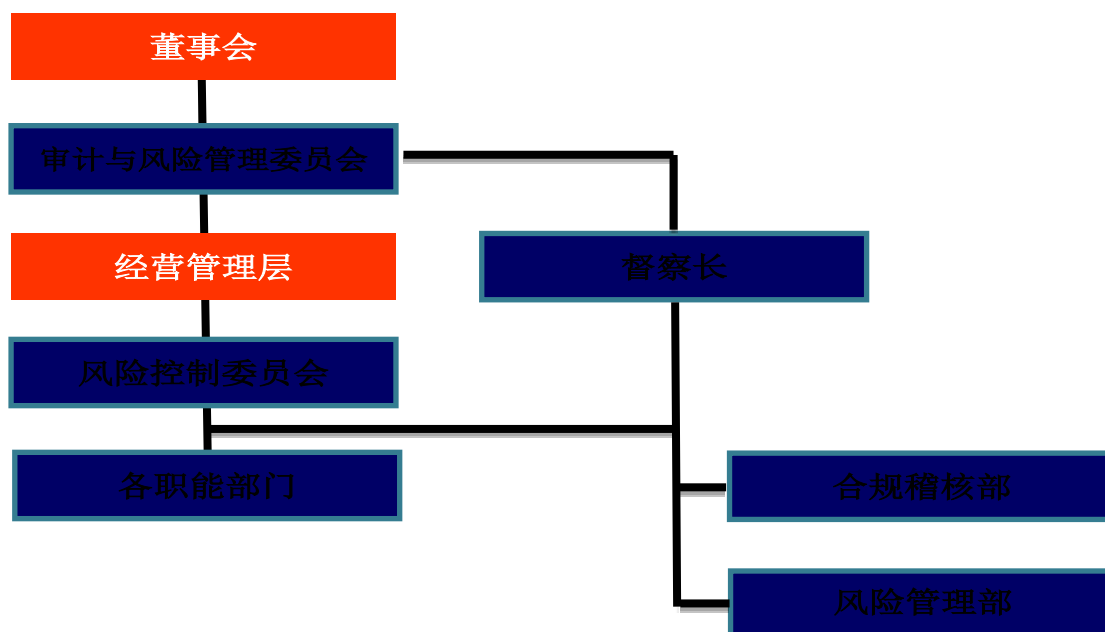 董事会
审计与风险管理委员会
经营管理层
督察长
风险控制委员会
各职能部门
合规稽核部
风险管理部